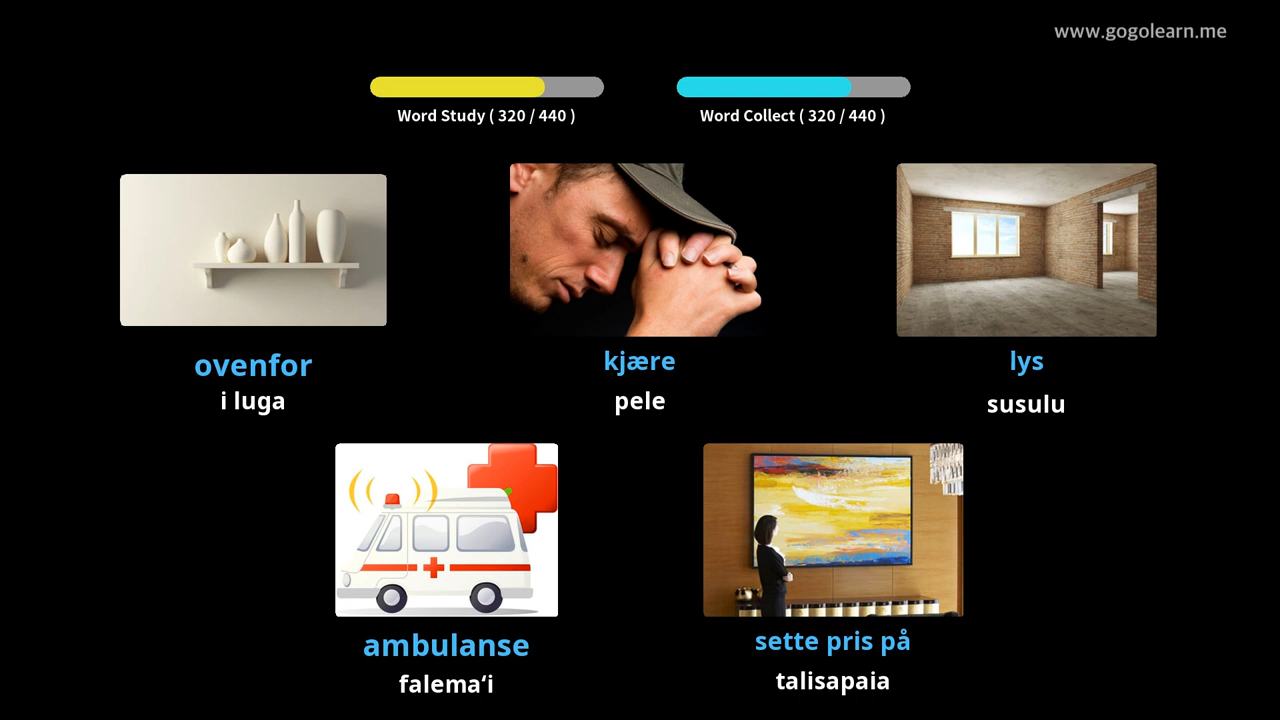 www.gogolearn.me
Word Study ( 320 / 440 )
Word Collect ( 320 / 440 )
ovenfor
i luga
kjære
pele
lys
susulu
ambulanse
falemaʻi
sette pris på
talisapaia